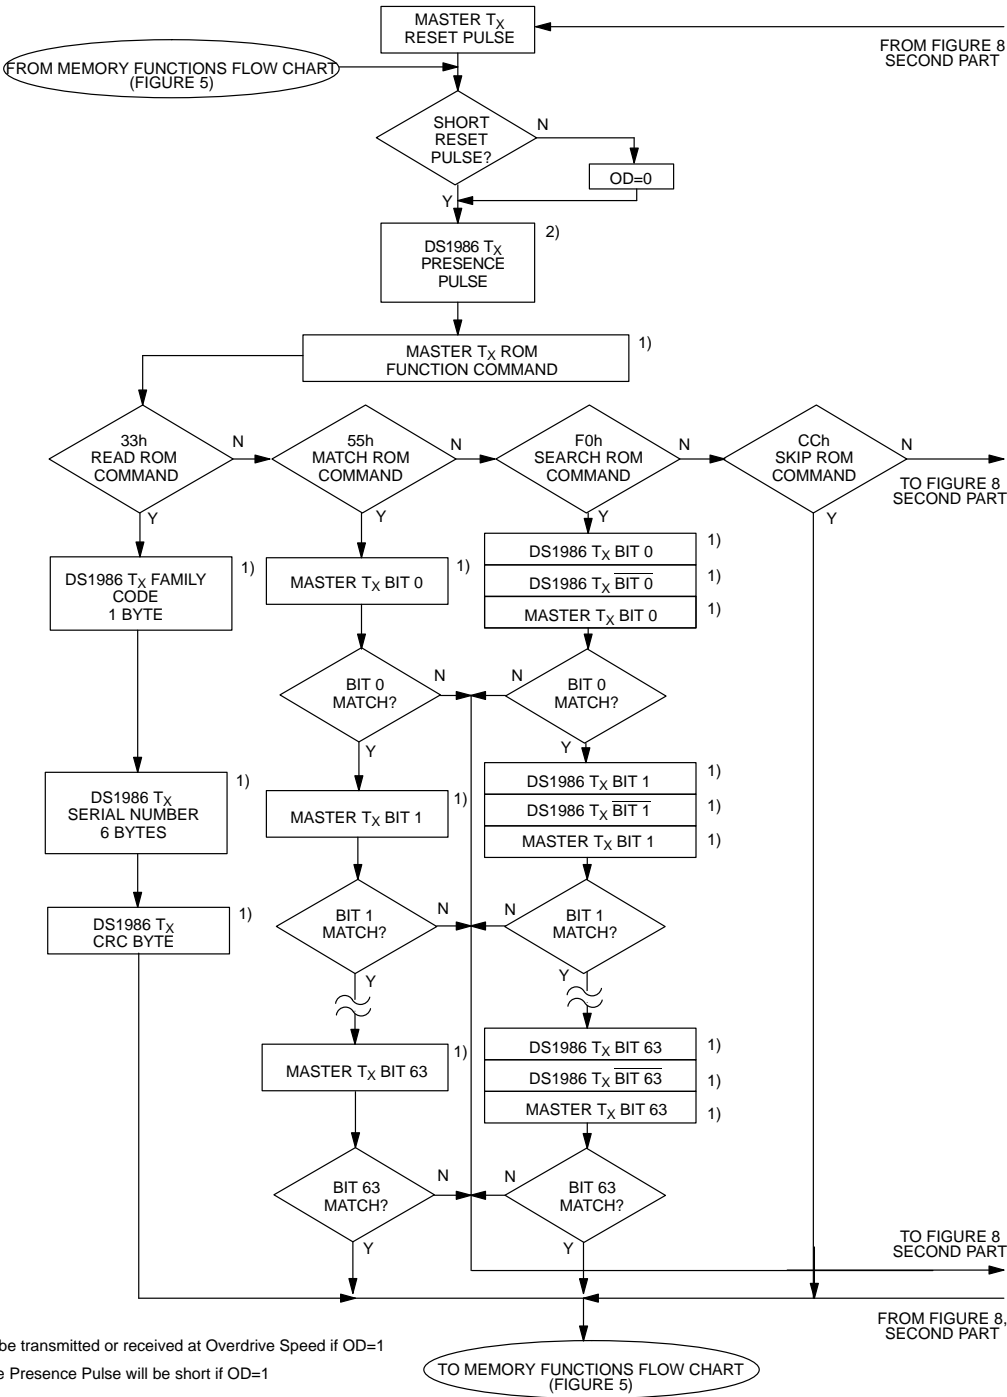 MASTER TX
RESET PULSE
FROM FIGURE 8
SECOND PART
FROM MEMORY FUNCTIONS FLOW CHART
(FIGURE 5)
SHORT
RESET
PULSE?
N
OD=0
Y
DS1986 TX
PRESENCE
PULSE
2)
MASTER TX ROM
FUNCTION COMMAND
1)
33h
READ ROM
COMMAND
N
Y
55h
MATCH ROM
COMMAND
N
Y
F0h
SEARCH ROM
COMMAND
N
Y
CCh
SKIP ROM
COMMAND
N
Y
TO FIGURE 8
SECOND PART
DS1986 TX FAMILY
CODE
1 BYTE
1)
MASTER TX BIT 0
1)
DS1986 TX BIT 0
1)
DS1986 TX BIT 0
1)
MASTER TX BIT 0
1)
BIT 0
MATCH?
N
Y
BIT 0
MATCH?
N
Y
DS1986 TX
SERIAL NUMBER
6 BYTES
1)
MASTER TX BIT 1
1)
DS1986 TX BIT 1
1)
DS1986 TX BIT 1
1)
MASTER TX BIT 1
1)
DS1986 TX
CRC BYTE
1)
BIT 1
MATCH?
N
Y
BIT 1
MATCH?
N
Y
MASTER TX BIT 63
1)
DS1986 TX BIT 63
1)
DS1986 TX BIT 63
1)
MASTER TX BIT 63
1)
BIT 63
MATCH?
N
Y
BIT 63
MATCH?
N
Y
TO FIGURE 8
SECOND PART
FROM FIGURE 8,
SECOND PART
be transmitted or received at Overdrive Speed if OD=1
e Presence Pulse will be short if OD=1
TO MEMORY FUNCTIONS FLOW CHART
(FIGURE 5)